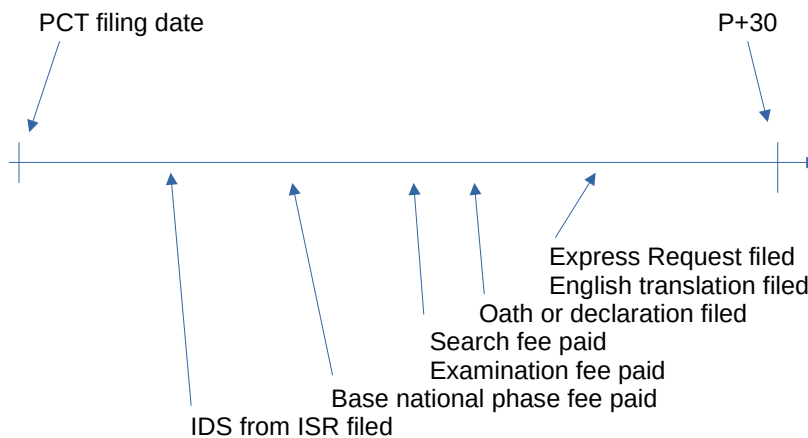 PCT filing date
P+30
Express Request filed
English translation filed
Oath or declaration filed
Search fee paid
Examination fee paid
Base national phase fee paid
IDS from ISR filed